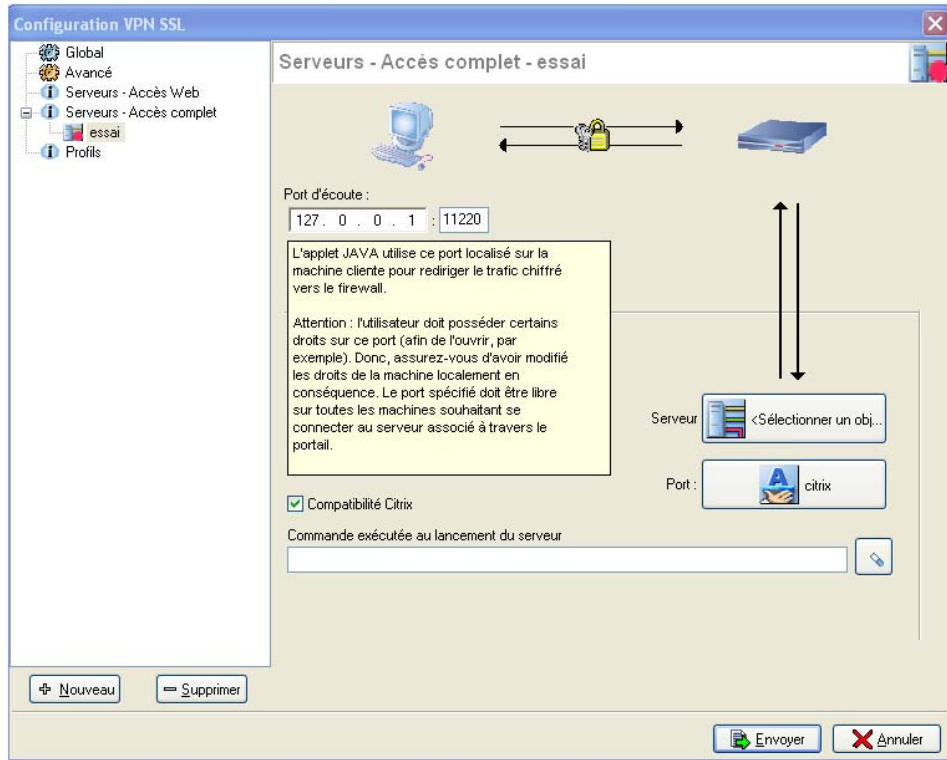 Configuration VPN SSL
Global
Avancé
Serveurs - Accès Web
Serveurs - Accès complet
essai
Profils
Serveurs - Accès complet - essai
Port d'écoute :
127 . 0 . 0 . 1 : 11220
L'applet JAVA utilise ce port localisé sur la
machine cliente pour rediriger le trafic chiffré
vers le firewall.
Attention : l'utilisateur doit posséder certains
droits sur ce port (afin de l'ouvrir, par
exemple). Donc, assurez-vous d'avoir modifié
les droits de la machine localement en
conséquence. Le port spécifié doit être libre
sur toutes les machines souhaitant se
connecter au serveur associé à travers le
portail.
Serveur <Sélectionner un obj...
Port : citrix
Compatibilité Citrix
Commande exécutée au lancement du serveur
Nouveau
Supprimer
Envoyer
Annuler